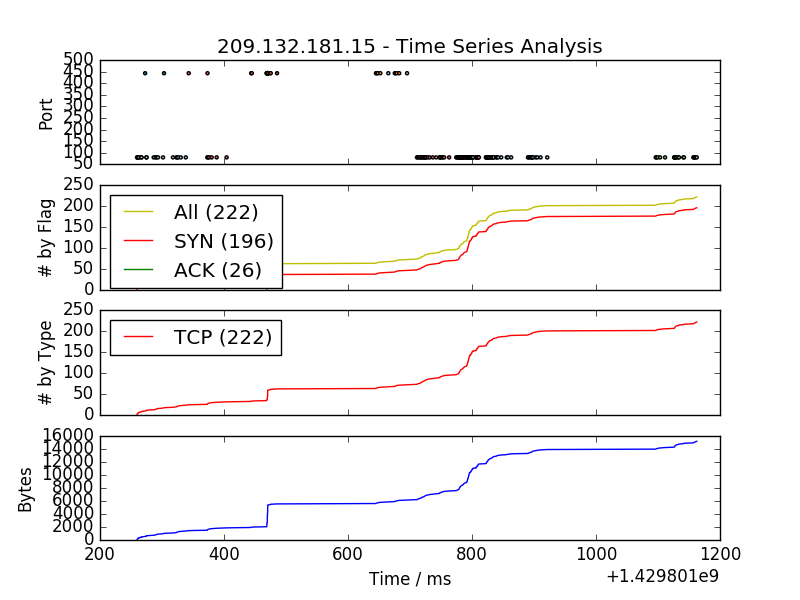 209.132.181.15 - Time Series Analysis
Port
500
450
400
350
300
250
200
150
100
50
# by Flag
250
200
150
100
50
0
All (222)
SYN (196)
ACK (26)
# by Type
250
200
150
100
50
0
TCP (222)
Bytes
16000
14000
12000
10000
8000
6000
4000
2000
0
200 400 600 800 1000 1200
Time / ms
+1.429801e9